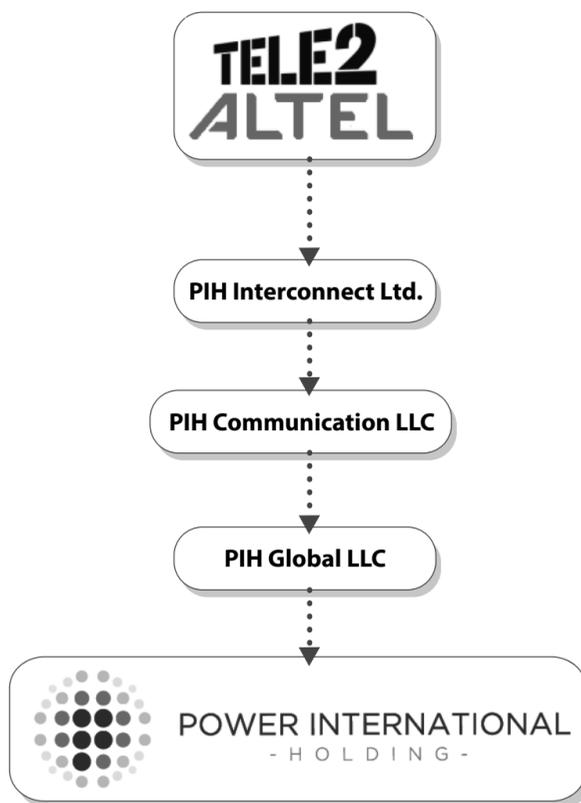 TELE2
ALTEL
PIH Interconnect Ltd.
PIH Communication LLC
PIH Global LLC
POWER INTERNATIONAL
- HOLDING -